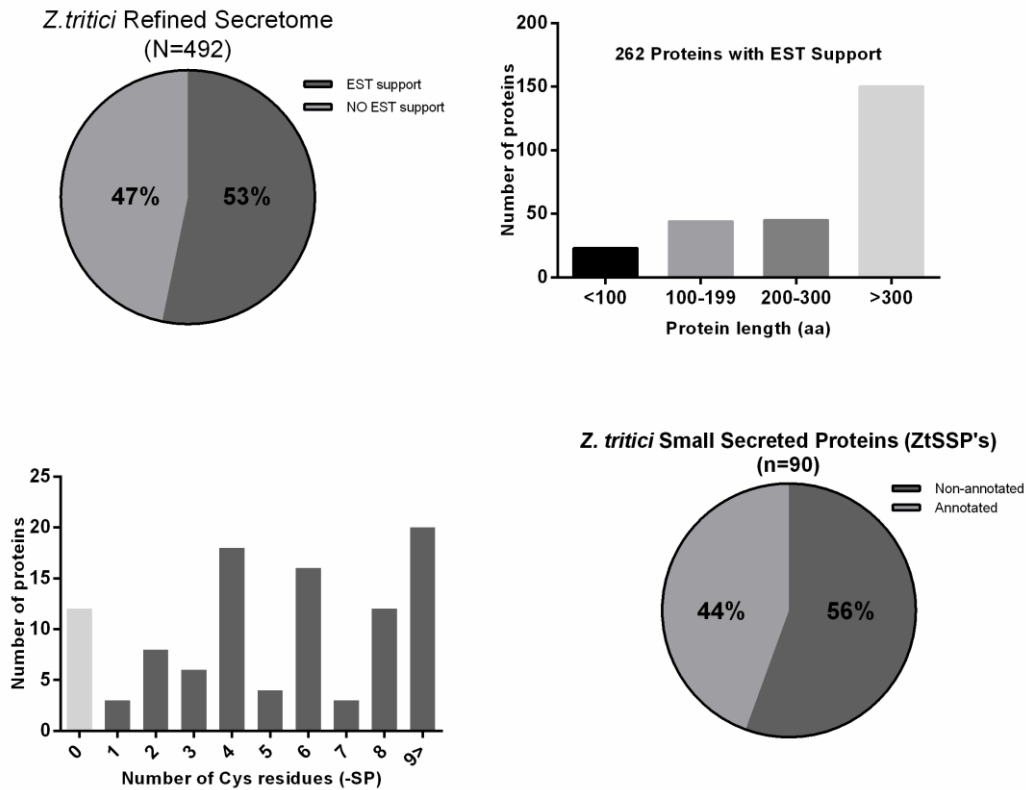 Z.tritici Refined Secretome
(N=492)
EST support
NO EST support
47%
53%
262 Proteins with EST Support
Number of proteins
200
150
100
50
0
<100 100-199 200-300 >300
Protein length (aa)
Number of proteins
25
20
15
10
5
0
0 1 2 3 4 5 6 7 8 9>
Number of Cys residues (-SP)
Z. tritici Small Secreted Proteins (ZtSSP's)
(n=90)
Non-annotated
Annotated
44%
56%